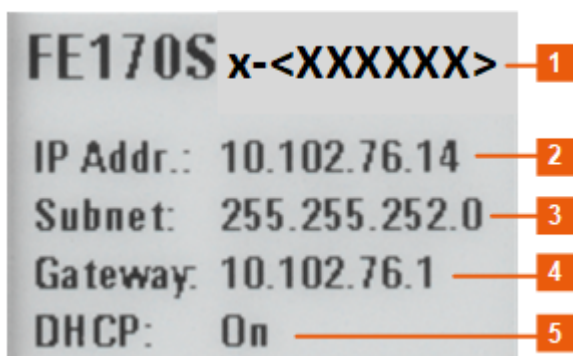 FE170S x-<XXXXXX> 1
IP Addr.: 10.102.76.14 2
Subnet: 255.255.252.0 3
Gateway: 10.102.76.1 4
DHCP: On 5